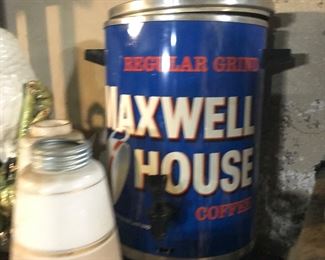 REGULAR GRIND
MAXWELL
HOUSE
COFFEE